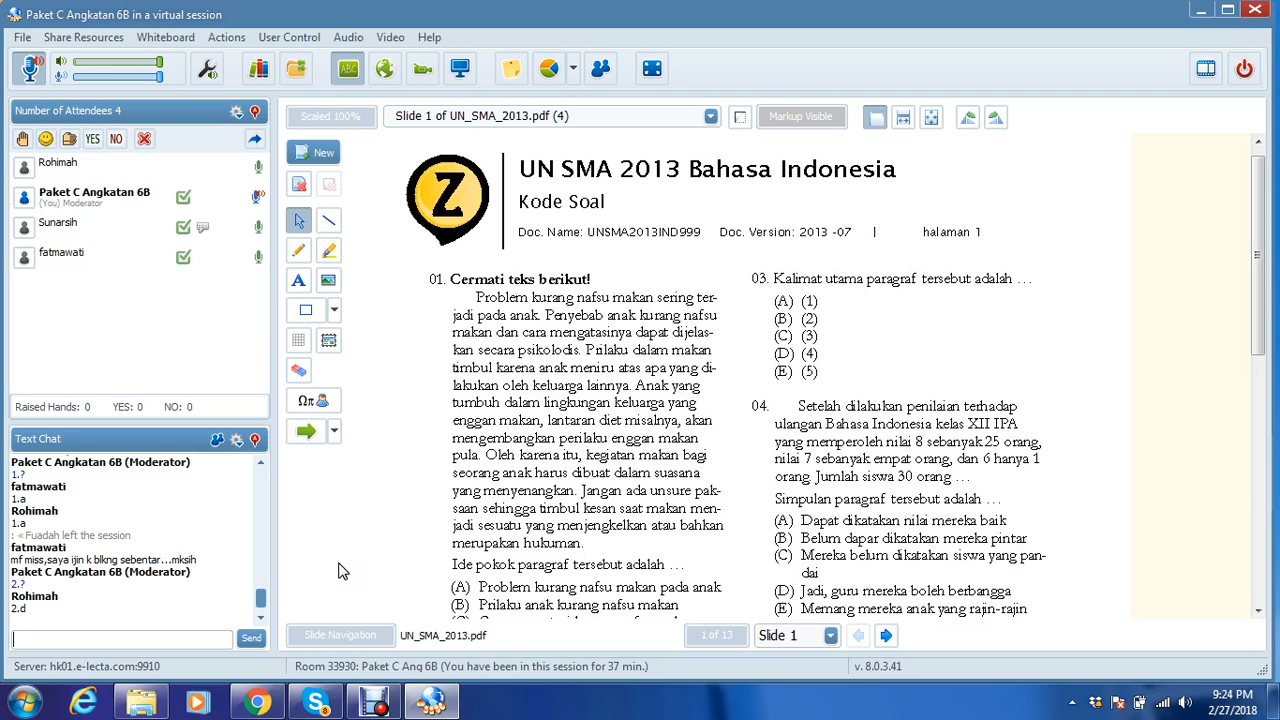 Paket C Angkatan 6B in a virtual session
File Share Resources Whiteboard Actions User Control Audio Video Help
ABC
Number of Attendees 4
YES NO
Rohimah
Paket C Angkatan 6B
(You) Moderator
Sunarsih
fatmawati
Raised Hands: 0 YES: 0 NO: 0
Text Chat
Paket C Angkatan 6B (Moderator)
1.?
fatmawati
1.a
Rohimah
1.a
: « Fuadah left the session
fatmawati
mf miss,saya ijin k blkng sebentar...mksih
Paket C Angkatan 6B (Moderator)
2.?
Rohimah
2.d
Send
Scaled 100%
Slide 1 of UN_SMA_2013.pdf (4)
Markup Visible
New
A
Ωπ
Z
UN SMA 2013 Bahasa Indonesia
Kode Soal
Doc. Name: UNSMA2013IND999 Doc. Version: 2013 -07 | halaman 1
01. Cermati teks berikut!
Problem kurang nafsu makan sering ter-
jadi pada anak. Penyebab anak kurang nafsu
makan dan cara mengatasinya dapat dijelas-
kan secara psikolodis. Prilaku dalam makan
timbul karena anak meniru atas apa yang di-
lakukan oleh keluarga lainnya. Anak yang
tumbuh dalam lingkungan keluarga yang
enggan makan, lantaran diet misalnya, akan
mengembangkan perilaku enggan makan
pula. Oleh karena itu, kegiatan makan bagi
seorang anak harus dibuat dalam suasana
yang menyenangkan. Jangan ada unsure pak-
saan sehingga timbul kesan saat makan men-
jadi sesuatu yang menjengkelkan atau bahkan
merupakan hukuman.
Ide pokok paragraf tersebut adalah …
(A) Problem kurang nafsu makan pada anak
(B) Prilaku anak kurang nafsu makan
03. Kalimat utama paragraf tersebut adalah …
(A) (1)
(B) (2)
(C) (3)
(D) (4)
(E) (5)
04. Setelah dilakukan penilaian terhadap
ulangan Bahasa Indonesia kelas XII IPA
yang memperoleh nilai 8 sebanyak 25 orang,
nilai 7 sebanyak empat orang, dan 6 hanya 1
orang. Jumlah siswa 30 orang …
Simpulan paragraf tersebut adalah …
(A) Dapat dikatakan nilai mereka baik
(B) Belum dapar dikatakan mereka pintar
(C) Mereka belum dikatakan siswa yang pan-
dai
(D) Jadi, guru mereka boleh berbangga
(E) Memang mereka anak yang rajin-rajin
Slide Navigation UN_SMA_2013.pdf 1 of 13 Slide 1
Server: hk01.e-lecta.com:9910 Room 33930: Paket C Ang 6B (You have been in this session for 37 min.) v. 8.0.3.41
9:24 PM
2/27/2018